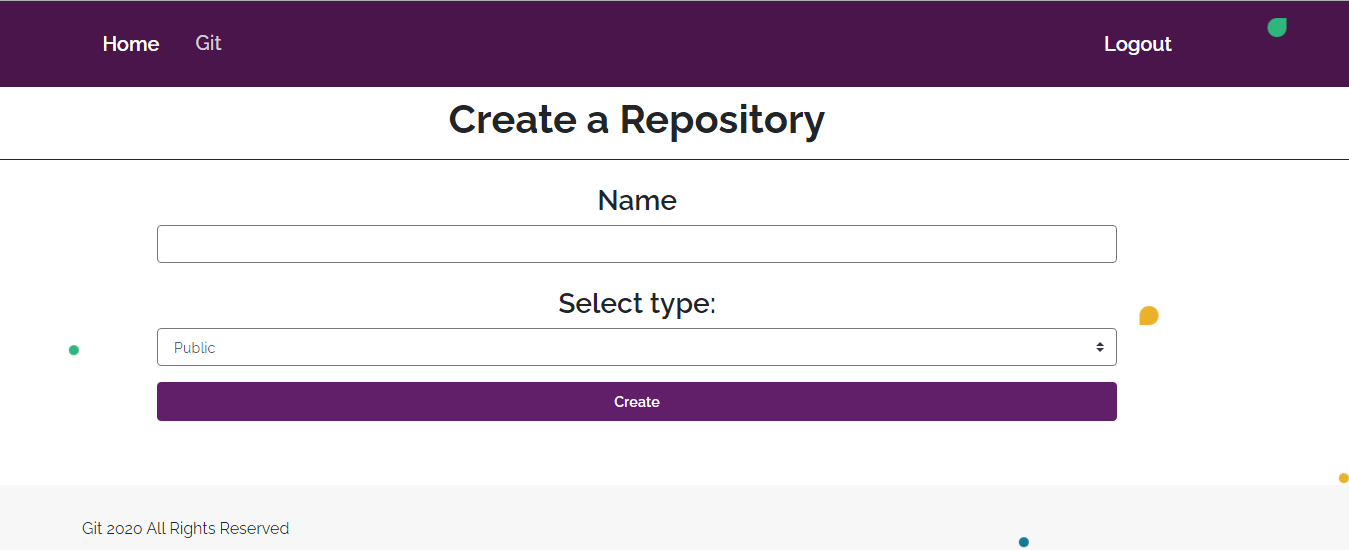 Home Git Logout
Create a Repository
Name
Select type:
Public
Create
Git 2020 All Rights Reserved